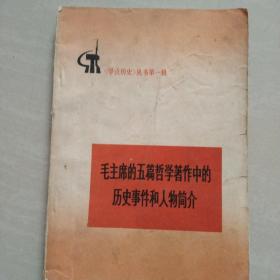 《学点历史》丛书第一辑
毛主席的五篇哲学著作中的
历史事件和人物简介